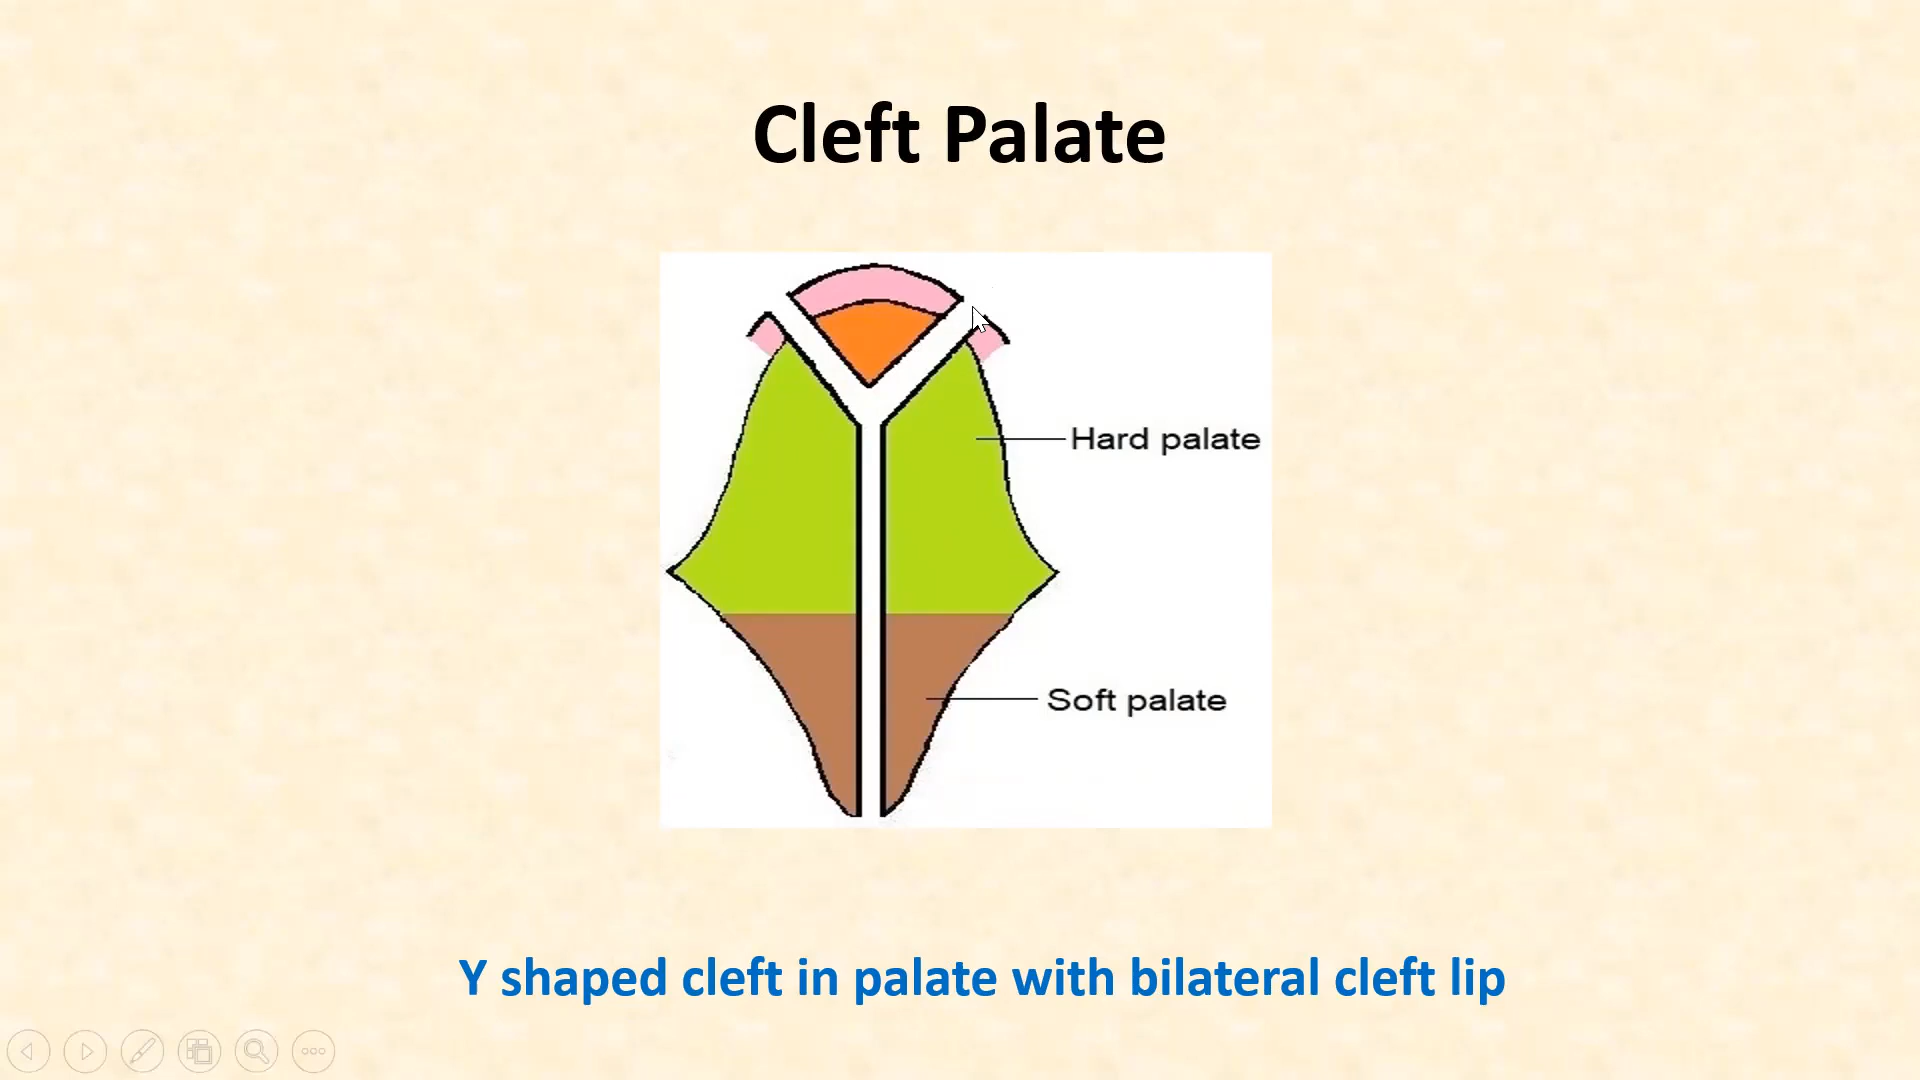 Cleft Palate
Hard palate
Soft palate
Y shaped cleft in palate with bilateral cleft lip